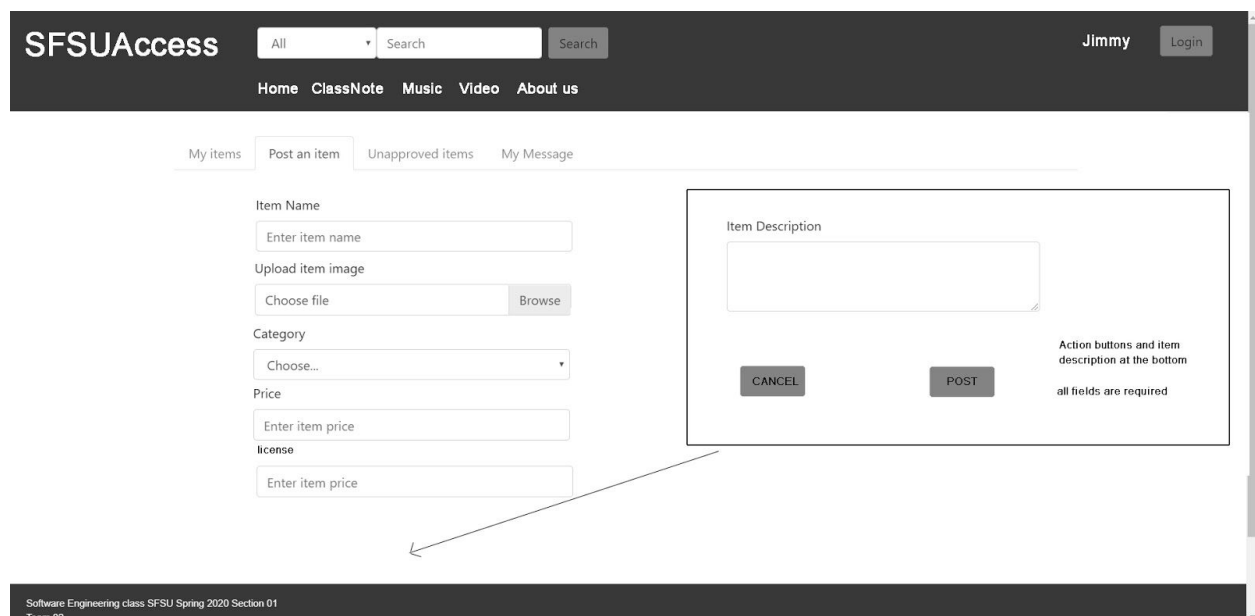 SFSUAccess
All
Search
Search
Jimmy
Login
Home ClassNote Music Video About us
My items
Post an item
Unapproved items
My Message
Item Name
Enter item name
Upload item image
Choose file
Browse
Category
Choose...
Price
Enter item price
license
Enter item price
Item Description
CANCEL
POST
Action buttons and item
description at the bottom
all fields are required
Software Engineering class SFSU Spring 2020 Section 01